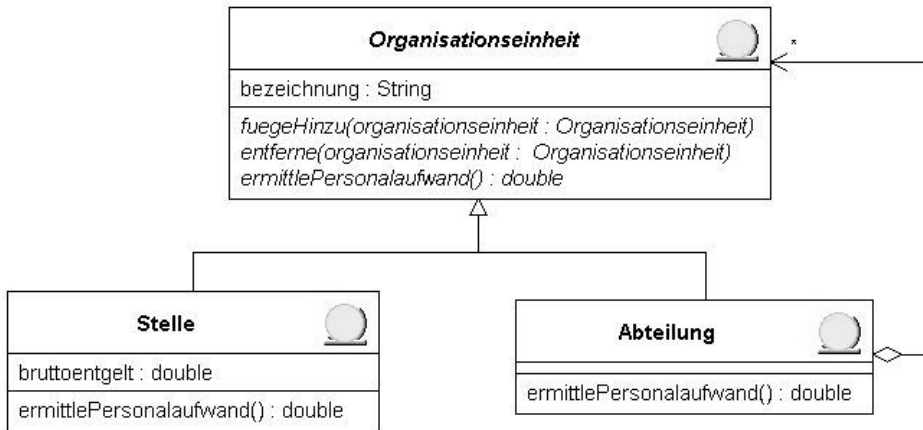 Organisationseinheit
*
bezeichnung : String
fuegeHinzu(organisationseinheit : Organisationseinheit)
entferne(organisationseinheit : Organisationseinheit)
ermittlePersonalaufwand() : double
Stelle
bruttoentgelt : double
ermittlePersonalaufwand() : double
Abteilung
ermittlePersonalaufwand() : double